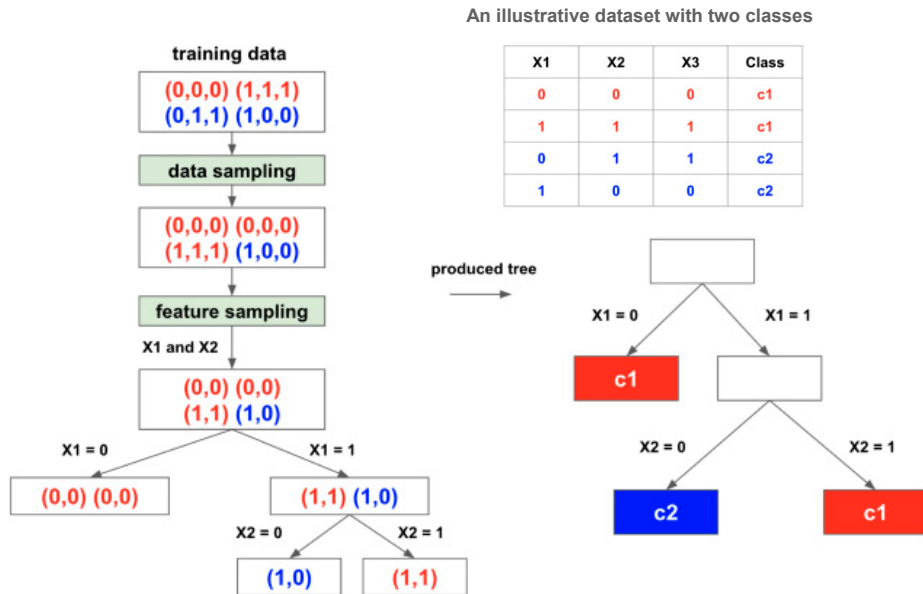 An illustrative dataset with two classes
training data
(0,0,0) (1,1,1)
(0,1,1) (1,0,0)
data sampling
(0,0,0) (0,0,0)
(1,1,1) (1,0,0)
feature sampling
X1 and X2
(0,0) (0,0)
(1,1) (1,0)
X1 = 0
X1 = 1
(0,0) (0,0)
(1,1) (1,0)
X2 = 0
X2 = 1
(1,0)
(1,1)
X1 X2 X3 Class
0 0 0 c1
1 1 1 c1
0 1 1 c2
1 0 0 c2
produced tree
X1 = 0
X1 = 1
c1
X2 = 0
X2 = 1
c2
c1